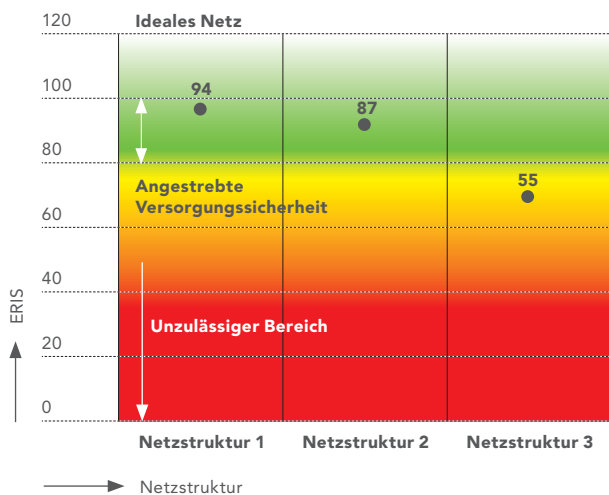 120
Ideales Netz
100
94
87
80
Angestrebte
Versorgungssicherheit
55
60
40
Unzulässiger Bereich
20
0
ERIS
Netzstruktur 1
Netzstruktur 2
Netzstruktur 3
Netzstruktur